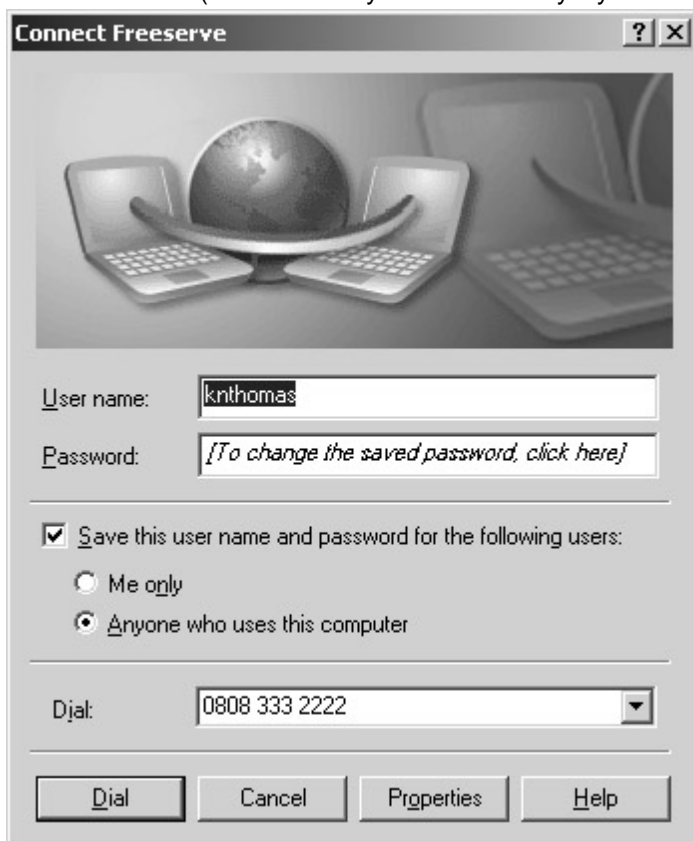 Connect Freeserve
User name: knthomas
Password: [To change the saved password, click here]
Save this user name and password for the following users:
Me only
Anyone who uses this computer
Dial: 0808 333 2222
Dial Cancel Properties Help